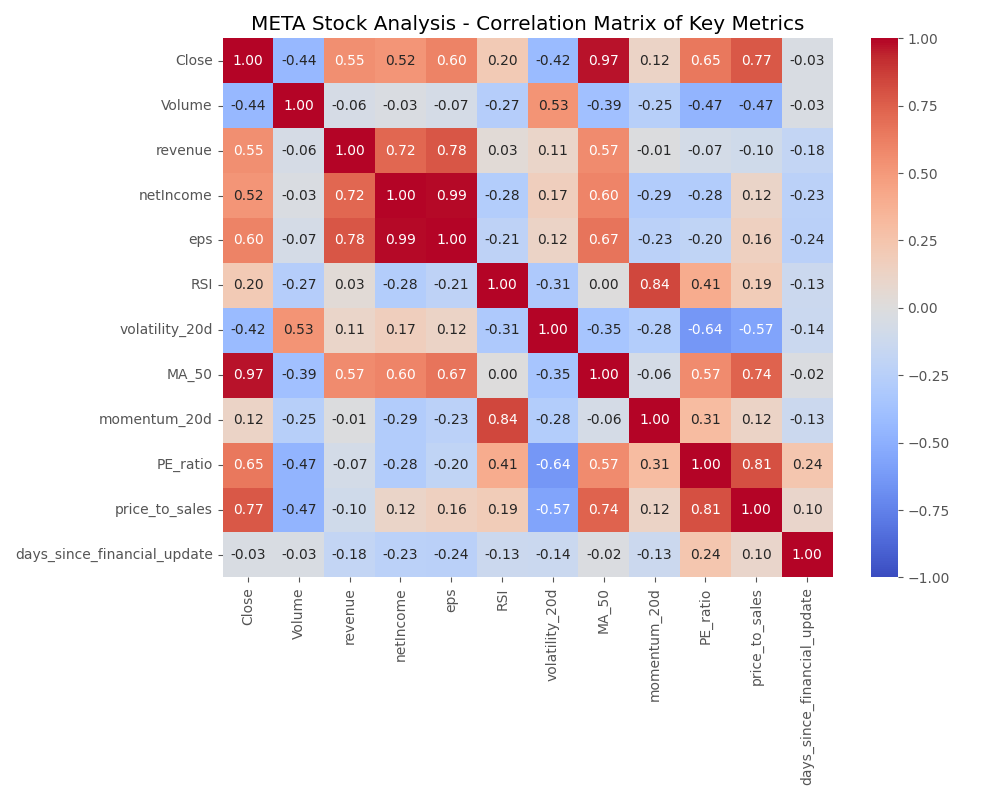 META Stock Analysis - Correlation Matrix of Key Metrics
Close 1.00 -0.44 0.55 0.52 0.60 0.20 -0.42 0.97 0.12 0.65 0.77 -0.03
Volume -0.44 1.00 -0.06 -0.03 -0.07 -0.27 0.53 -0.39 -0.25 -0.47 -0.47 -0.03
revenue 0.55 -0.06 1.00 0.72 0.78 0.03 0.11 0.57 -0.01 -0.07 -0.10 -0.18
netIncome 0.52 -0.03 0.72 1.00 0.99 -0.28 0.17 0.60 -0.29 -0.28 0.12 -0.23
eps 0.60 -0.07 0.78 0.99 1.00 -0.21 0.12 0.67 -0.23 -0.20 0.16 -0.24
RSI 0.20 -0.27 0.03 -0.28 -0.21 1.00 -0.31 0.00 0.84 0.41 0.19 -0.13
volatility_20d -0.42 0.53 0.11 0.17 0.12 -0.31 1.00 -0.35 -0.28 -0.64 -0.57 -0.14
MA_50 0.97 -0.39 0.57 0.60 0.67 0.00 -0.35 1.00 -0.06 0.57 0.74 -0.02
momentum_20d 0.12 -0.25 -0.01 -0.29 -0.23 0.84 -0.28 -0.06 1.00 0.31 0.12 -0.13
PE_ratio 0.65 -0.47 -0.07 -0.28 -0.20 0.41 -0.64 0.57 0.31 1.00 0.81 0.24
price_to_sales 0.77 -0.47 -0.10 0.12 0.16 0.19 -0.57 0.74 0.12 0.81 1.00 0.10
days_since_financial_update -0.03 -0.03 -0.18 -0.23 -0.24 -0.13 -0.14 -0.02 -0.13 0.24 0.10 1.00
Close
Volume
revenue
netIncome
eps
RSI
volatility_20d
MA_50
momentum_20d
PE_ratio
price_to_sales
days_since_financial_update
1.00
0.75
0.50
0.25
0.00
−0.25
−0.50
−0.75
−1.00